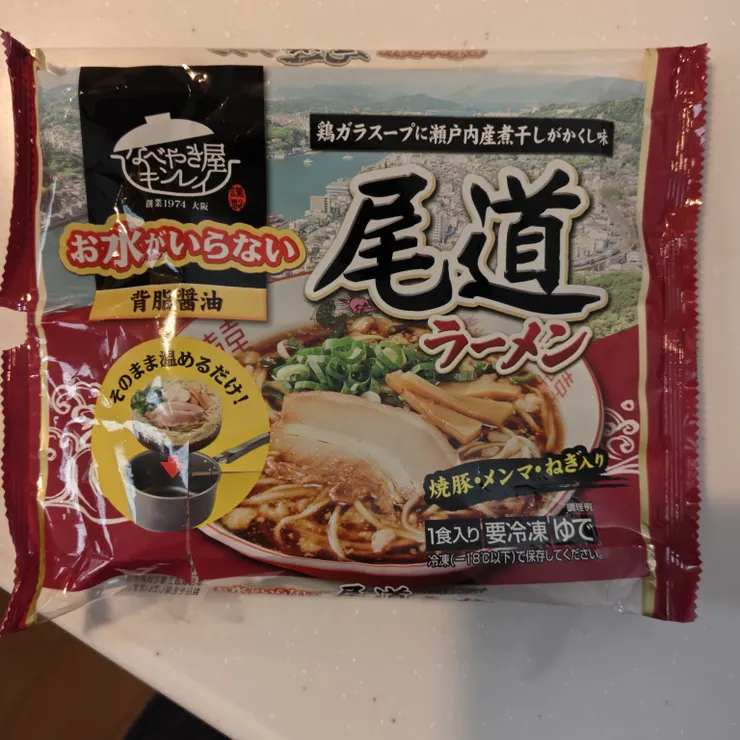 なべやき屋
キンレイ
創業1974 大阪
お水がいらない
背脂醤油
鶏ガラスープに瀬戸内産煮干しがかくし味
尾道
ラーメン
そのまま温めるだけ!
焼豚・メンマ・ねぎ入り
調理例
1食入り 要冷凍 ゆで
冷凍(-18℃以下)で保存してください。
尾道